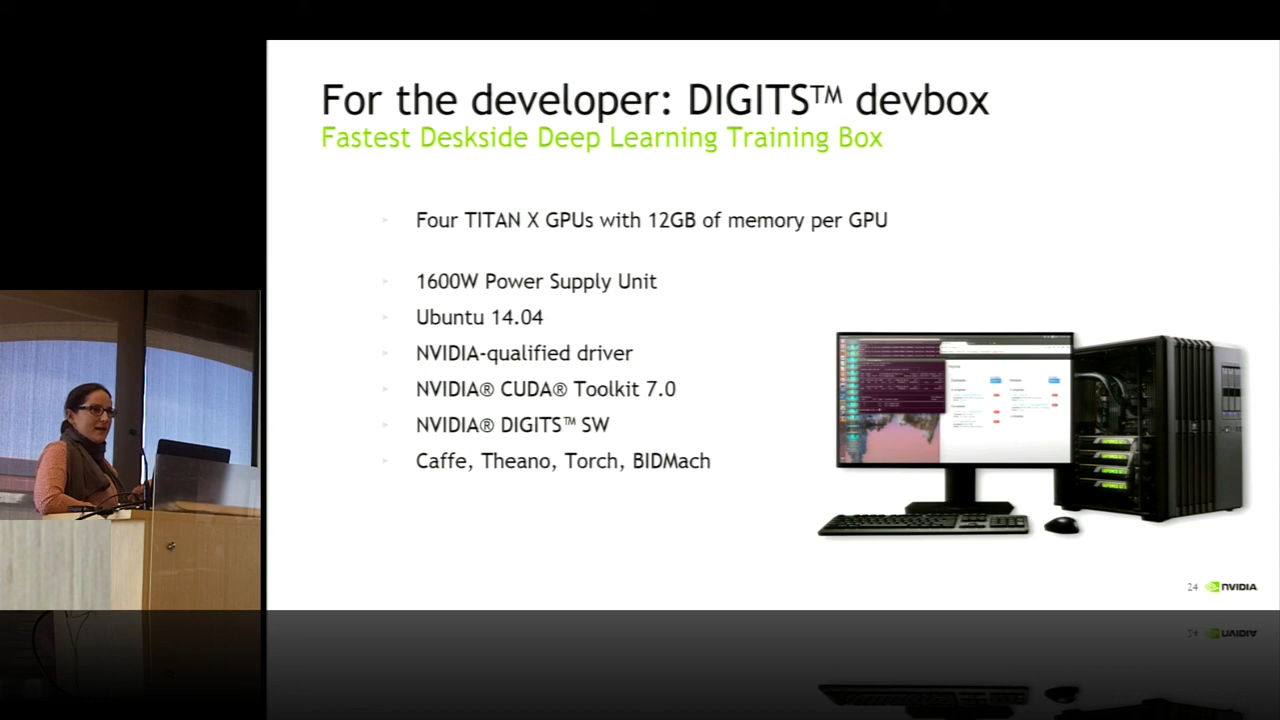 For the developer: DIGITS™ devbox
Fastest Deskside Deep Learning Training Box
Four TITAN X GPUs with 12GB of memory per GPU
1600W Power Supply Unit
Ubuntu 14.04
NVIDIA-qualified driver
NVIDIA® CUDA® Toolkit 7.0
NVIDIA® DIGITS™ SW
Caffe, Theano, Torch, BIDMach
24 NVIDIA